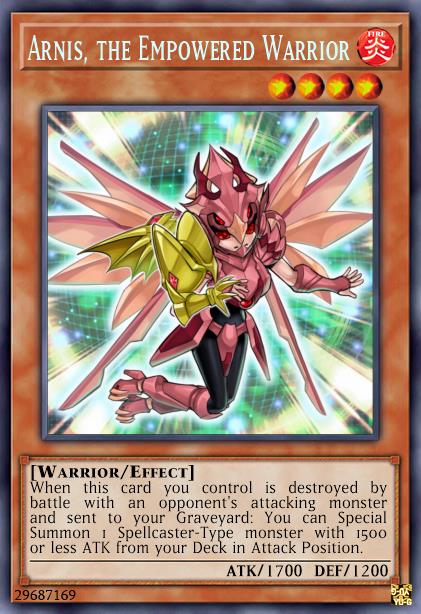 ARNIS, THE EMPOWERED WARRIOR
FIRE
炎
[WARRIOR/EFFECT]
When this card you control is destroyed by
battle with an opponent's attacking monster
and sent to your Graveyard: You can Special
Summon 1 Spellcaster-Type monster with 1500
or less ATK from your Deck in Attack Position.
ATK/1700 DEF/1200
29687169